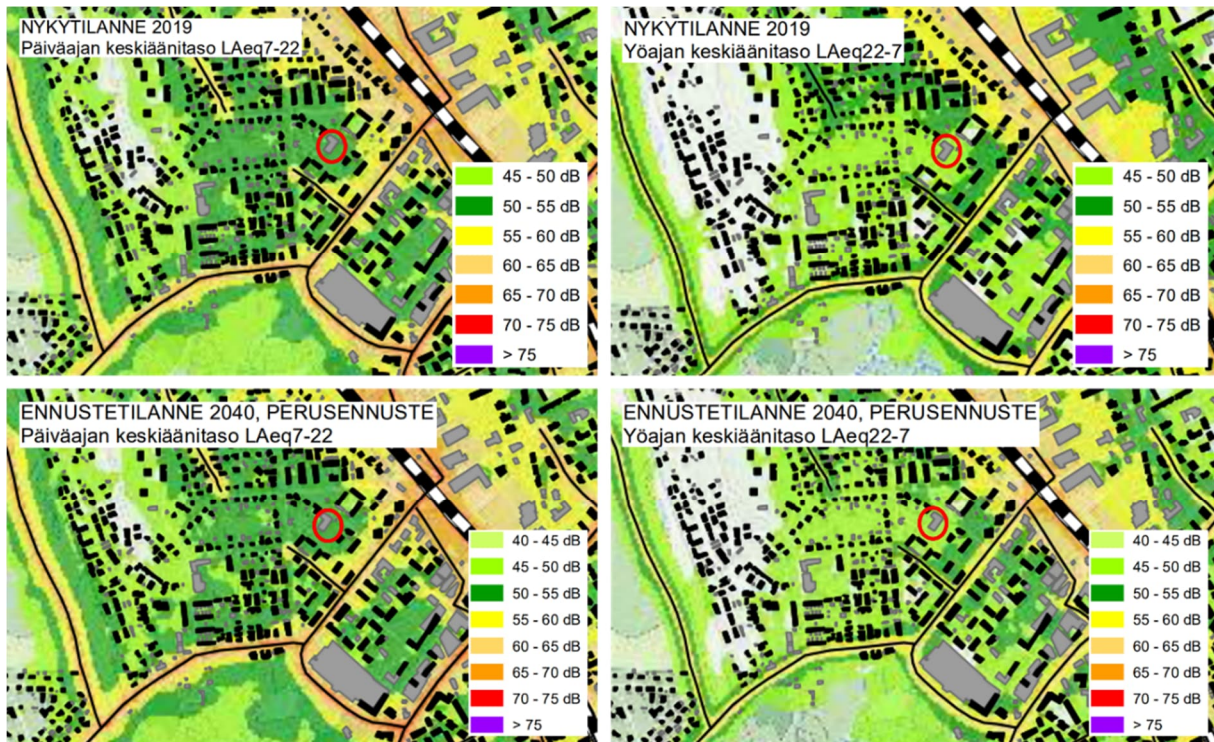 NYKYTILANNE 2019
Päiväajan keskiäänitaso LAeq7-22
45 - 50 dB
50 - 55 dB
55 - 60 dB
60 - 65 dB
65 - 70 dB
70 - 75 dB
> 75
NYKYTILANNE 2019
Yöajan keskiäänitaso LAeq22-7
45 - 50 dB
50 - 55 dB
55 - 60 dB
60 - 65 dB
65 - 70 dB
70 - 75 dB
> 75
ENNUSTETILANNE 2040, PERUSENNUSTE
Päiväajan keskiäänitaso LAeq7-22
40 - 45 dB
45 - 50 dB
50 - 55 dB
55 - 60 dB
60 - 65 dB
65 - 70 dB
70 - 75 dB
> 75
ENNUSTETILANNE 2040, PERUSENNUSTE
Yöajan keskiäänitaso LAeq22-7
40 - 45 dB
45 - 50 dB
50 - 55 dB
55 - 60 dB
60 - 65 dB
65 - 70 dB
70 - 75 dB
> 75